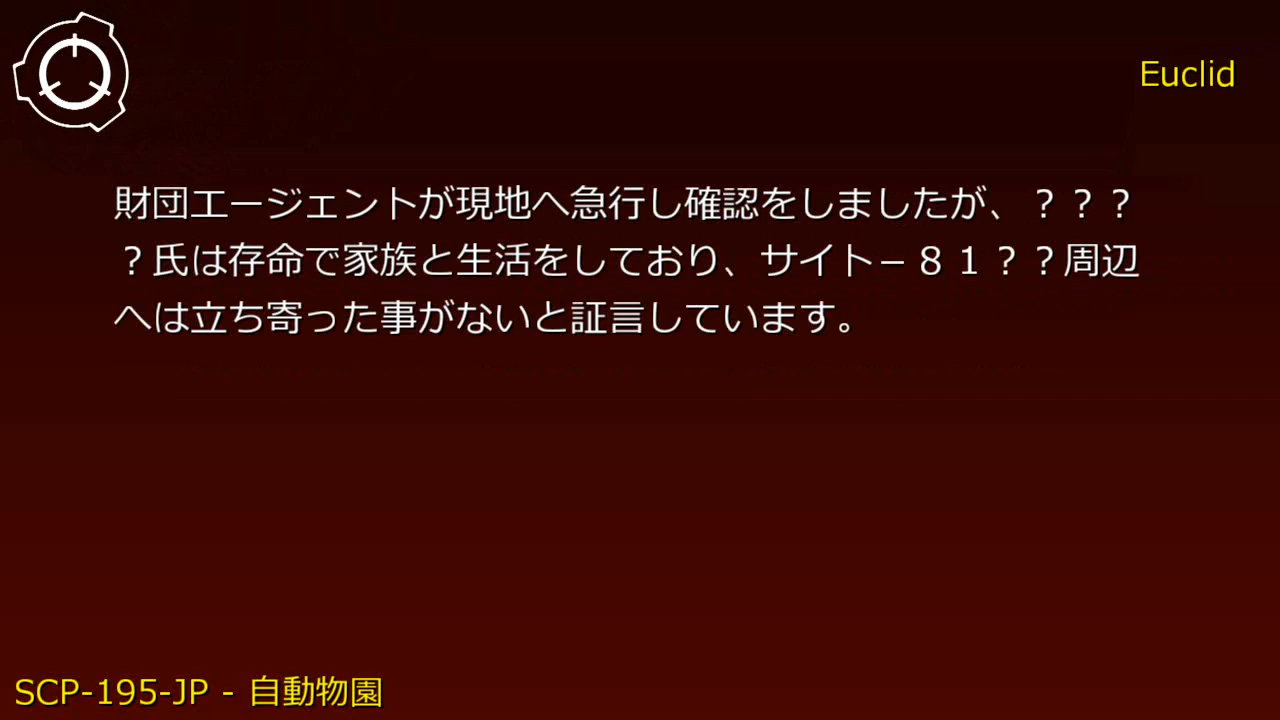 Euclid
財団エージェントが現地へ急行し確認をしましたが、？？？
？氏は存命で家族と生活をしており、サイト－８１？？周辺
へは立ち寄った事がないと証言しています。
SCP-195-JP - 自動物園